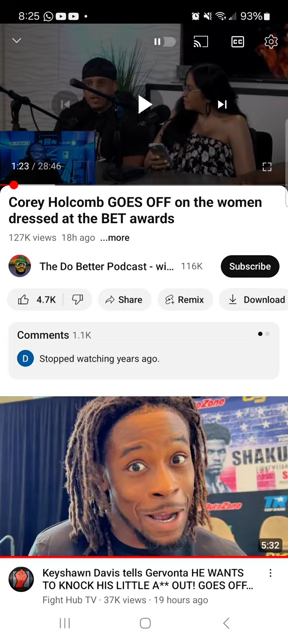 8:25
93%
1:23 / 28:46
Corey Holcomb GOES OFF on the women
dressed at the BET awards
127K views 18h ago ...more
The Do Better Podcast - wi... 116K Subscribe
4.7K Share Remix Download
Comments 1.1K
D Stopped watching years ago.
DAZON
SHAKU
5:32
Keyshawn Davis tells Gervonta HE WANTS
TO KNOCK HIS LITTLE A** OUT! GOES OFF...
Fight Hub TV · 37K views · 19 hours ago